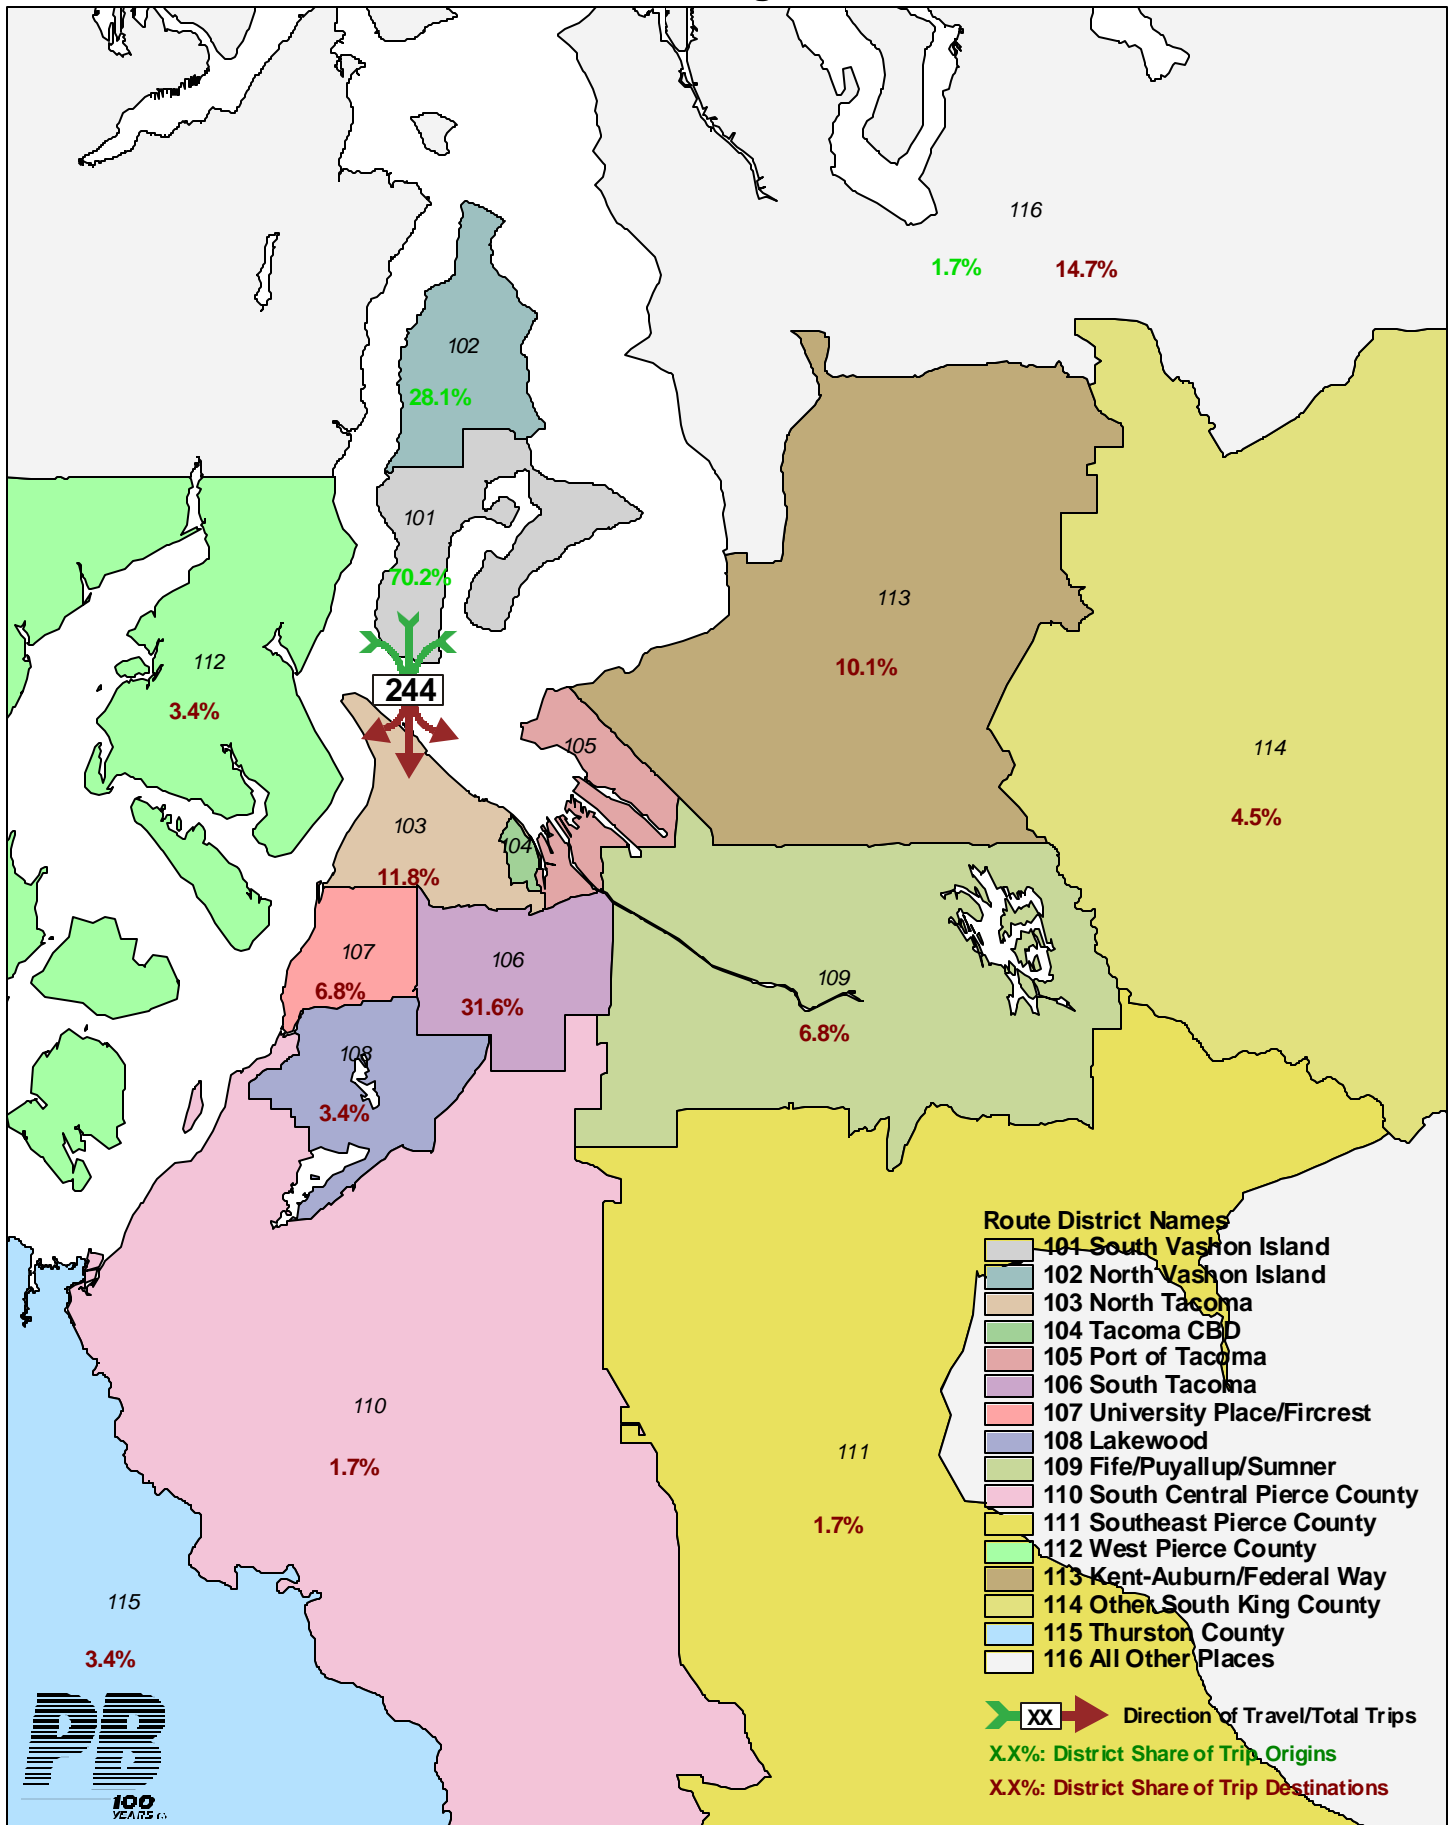 116
1.7% 14.7%
102
28.1%
101
70.2%
113
10.1%
112
3.4%
244
105
114
4.5%
103
104
11.8%
107
6.8%
106
31.6%
109
6.8%
108
3.4%
110
1.7%
111
1.7%
115
3.4%
Route District Names
101 South Vashon Island
102 North Vashon Island
103 North Tacoma
104 Tacoma CBD
105 Port of Tacoma
106 South Tacoma
107 University Place/Fircrest
108 Lakewood
109 Fife/Puyallup/Sumner
110 South Central Pierce County
111 Southeast Pierce County
112 West Pierce County
113 Kent-Auburn/Federal Way
114 Other South King County
115 Thurston County
116 All Other Places
XX Direction of Travel/Total Trips
X.X%: District Share of Trip Origins
X.X%: District Share of Trip Destinations
PB
100
YEARS